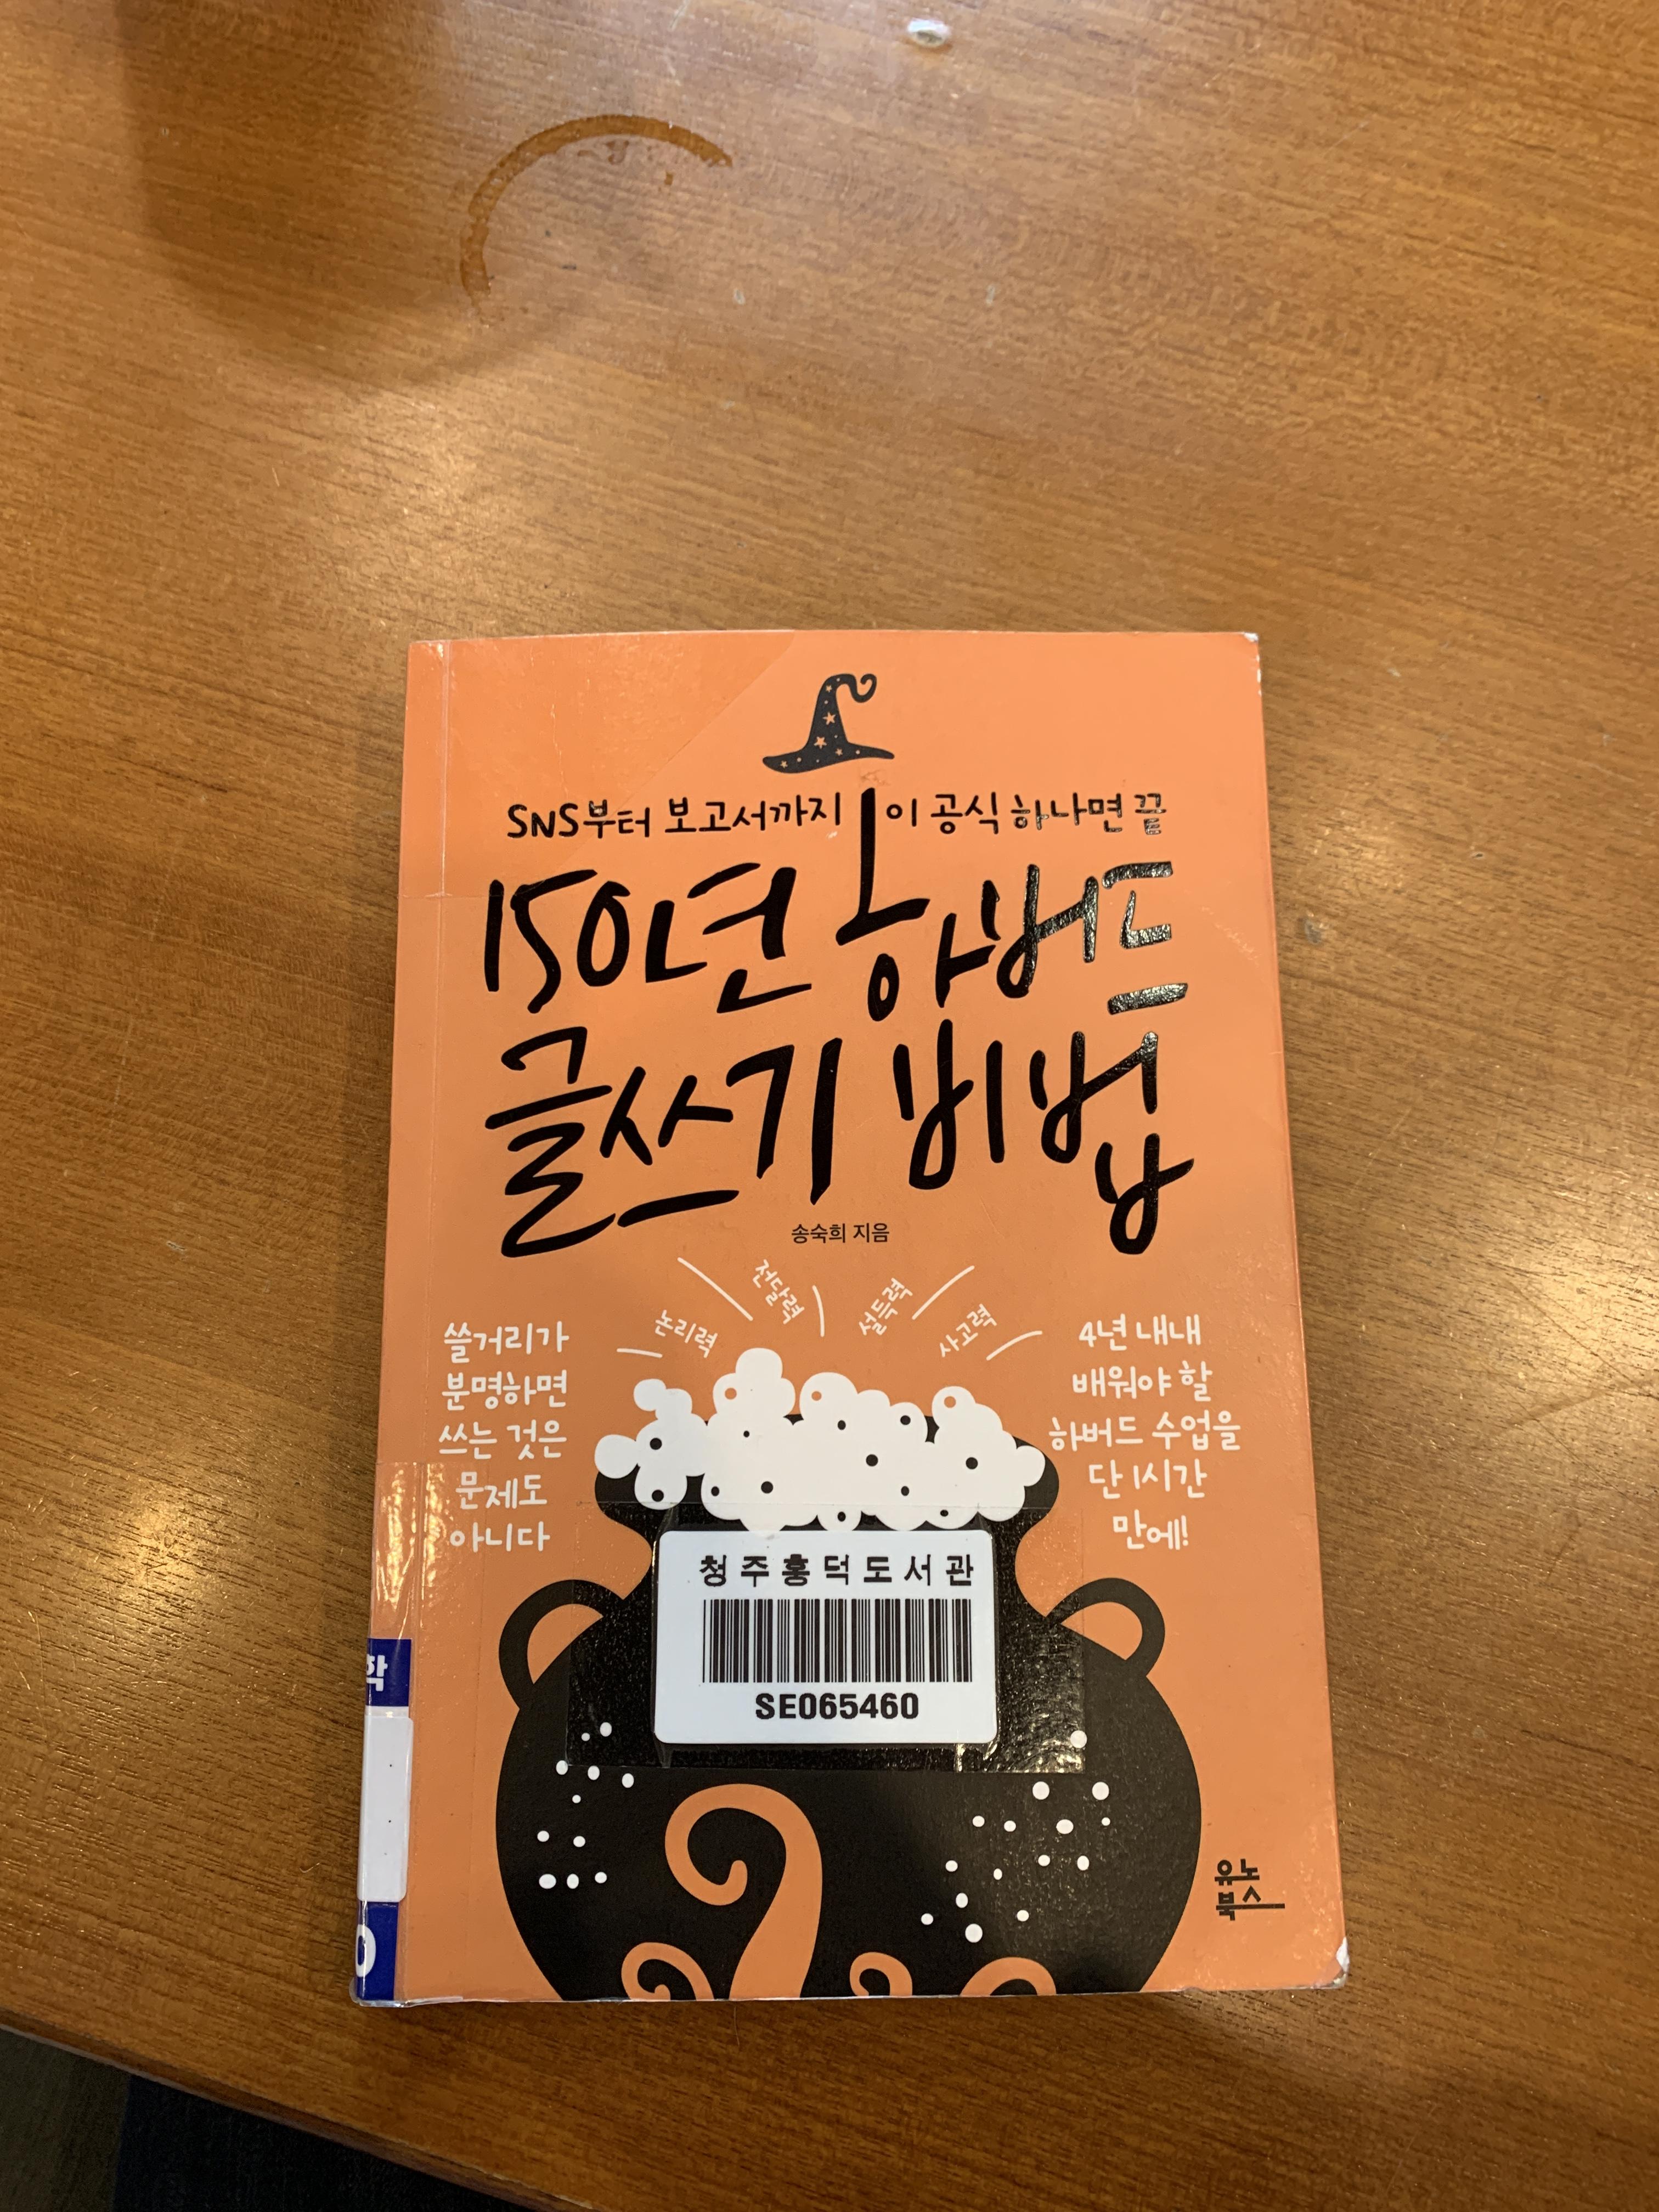 SNS부터 보고서까지 이 공식 하나면 끝
150년 하버드
글쓰기 비법
송숙희 지음
논리력
전달력
설득력
사고력
쓸거리가
분명하면
쓰는 것은
문제도
아니다
4년 내내
배워야 할
하버드 수업을
단 1시간
만에!
청주흥덕도서관
SE065460
학
0
유노
북스